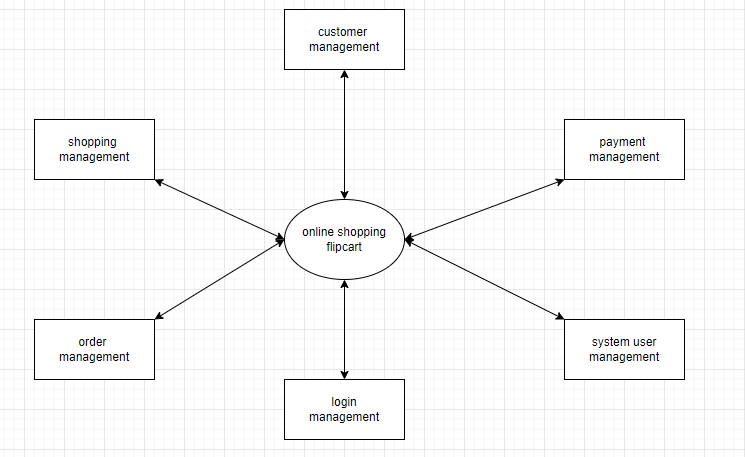 customer
management
shopping
management
payment
management
online shopping
flipcart
order
management
system user
management
login
management